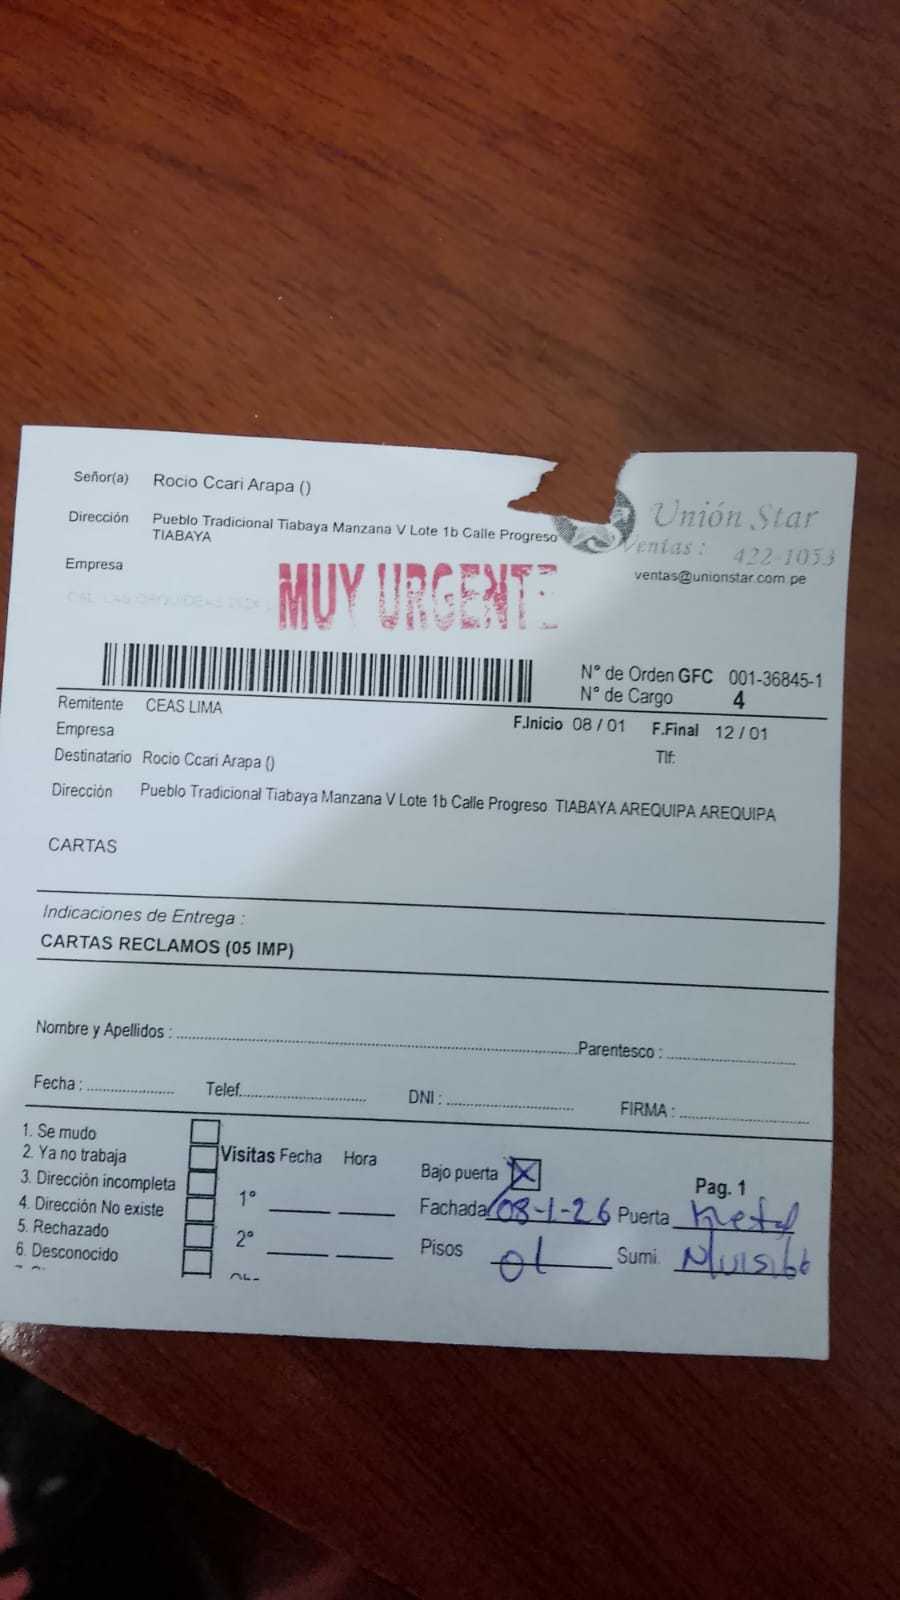 Señor(a) Rocio Ccari Arapa ()
Dirección Pueblo Tradicional Tiabaya Manzana V Lote 1b Calle Progreso
TIABAYA
Empresa
Unión Star
Ventas : 422-1053
ventas@unionstar.com.pe
MUY URGENTE
N° de Orden GFC 001-36845-1
N° de Cargo 4
Remitente CEAS LIMA
F.Inicio 08 / 01 F.Final 12 / 01
Empresa
Tlf:
Destinatario Rocio Ccari Arapa ()
Dirección Pueblo Tradicional Tiabaya Manzana V Lote 1b Calle Progreso TIABAYA AREQUIPA AREQUIPA
CARTAS
Indicaciones de Entrega :
CARTAS RECLAMOS (05 IMP)
Nombre y Apellidos : Parentesco :
Fecha : Telef. DNI : FIRMA :
1. Se mudo
2. Ya no trabaja
3. Dirección incompleta
4. Dirección No existe
5. Rechazado
6. Desconocido
Visitas Fecha Hora
1°
2°
Bajo puerta X
Pag. 1
Fachada 08-1-26 Puerta Metal
Pisos 01 Sumi.